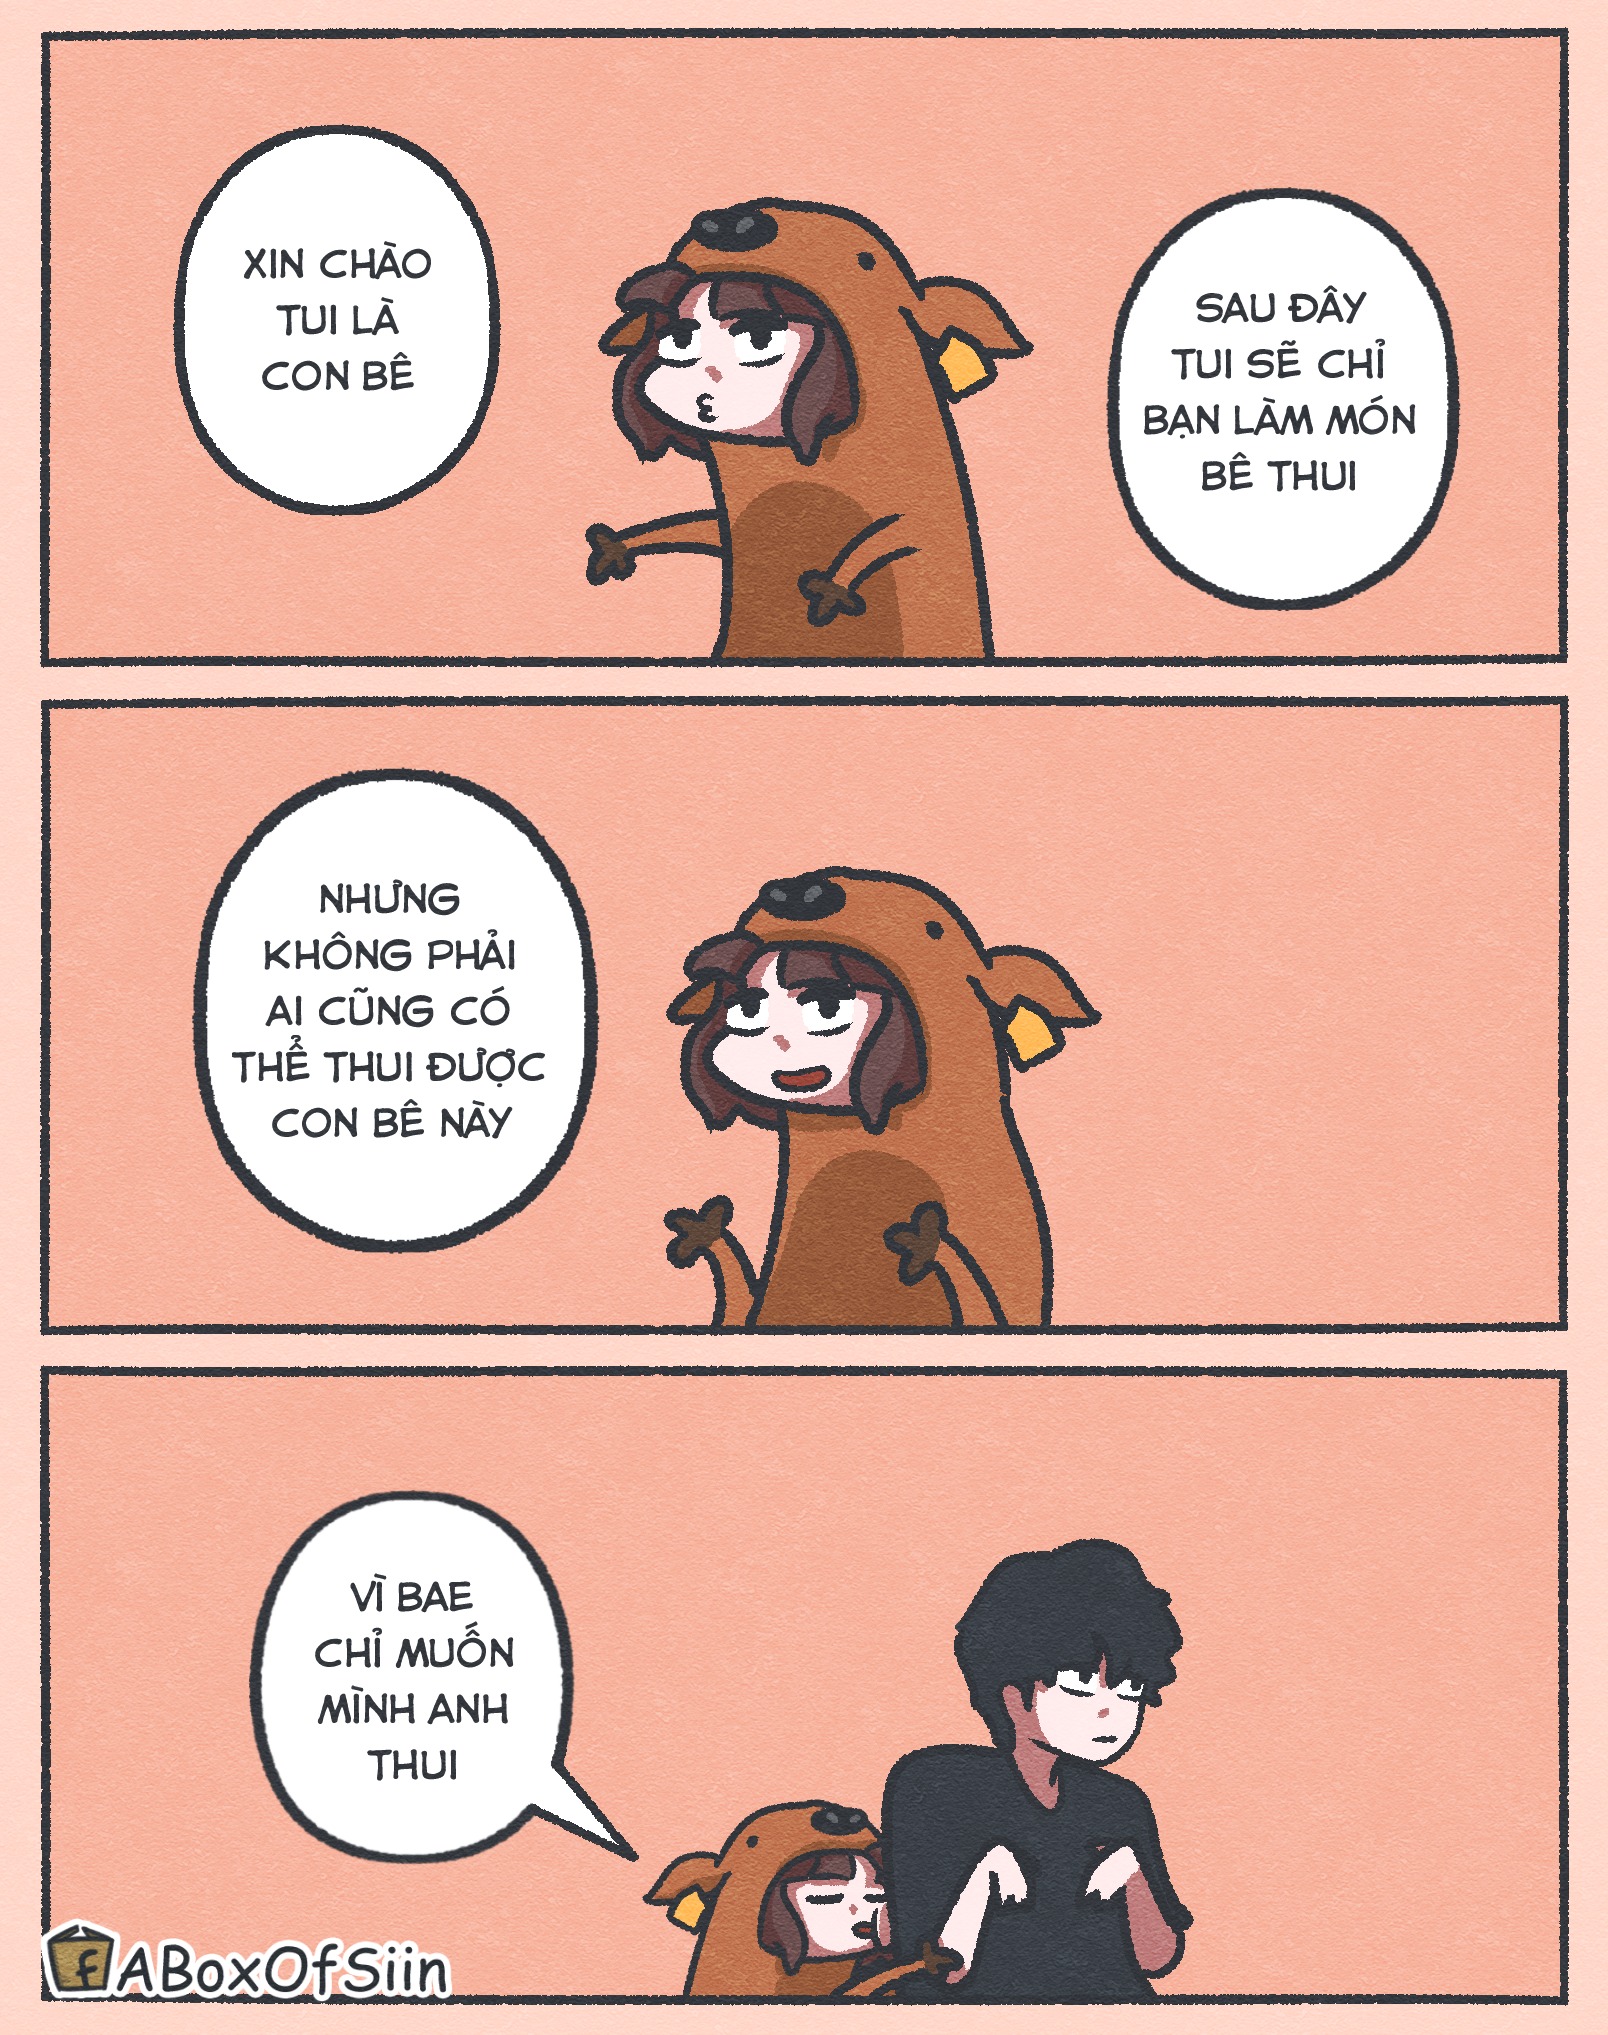 XIN CHÀO
TUI LÀ
CON BÊ
SAU ĐÂY
TUI SẼ CHỈ
BẠN LÀM MÓN
BÊ THUI
NHƯNG
KHÔNG PHẢI
AI CŨNG CÓ
THỂ THUI ĐƯỢC
CON BÊ NÀY
VÌ BAE
CHỈ MUỐN
MÌNH ANH
THUI
f ABoxOfSiin